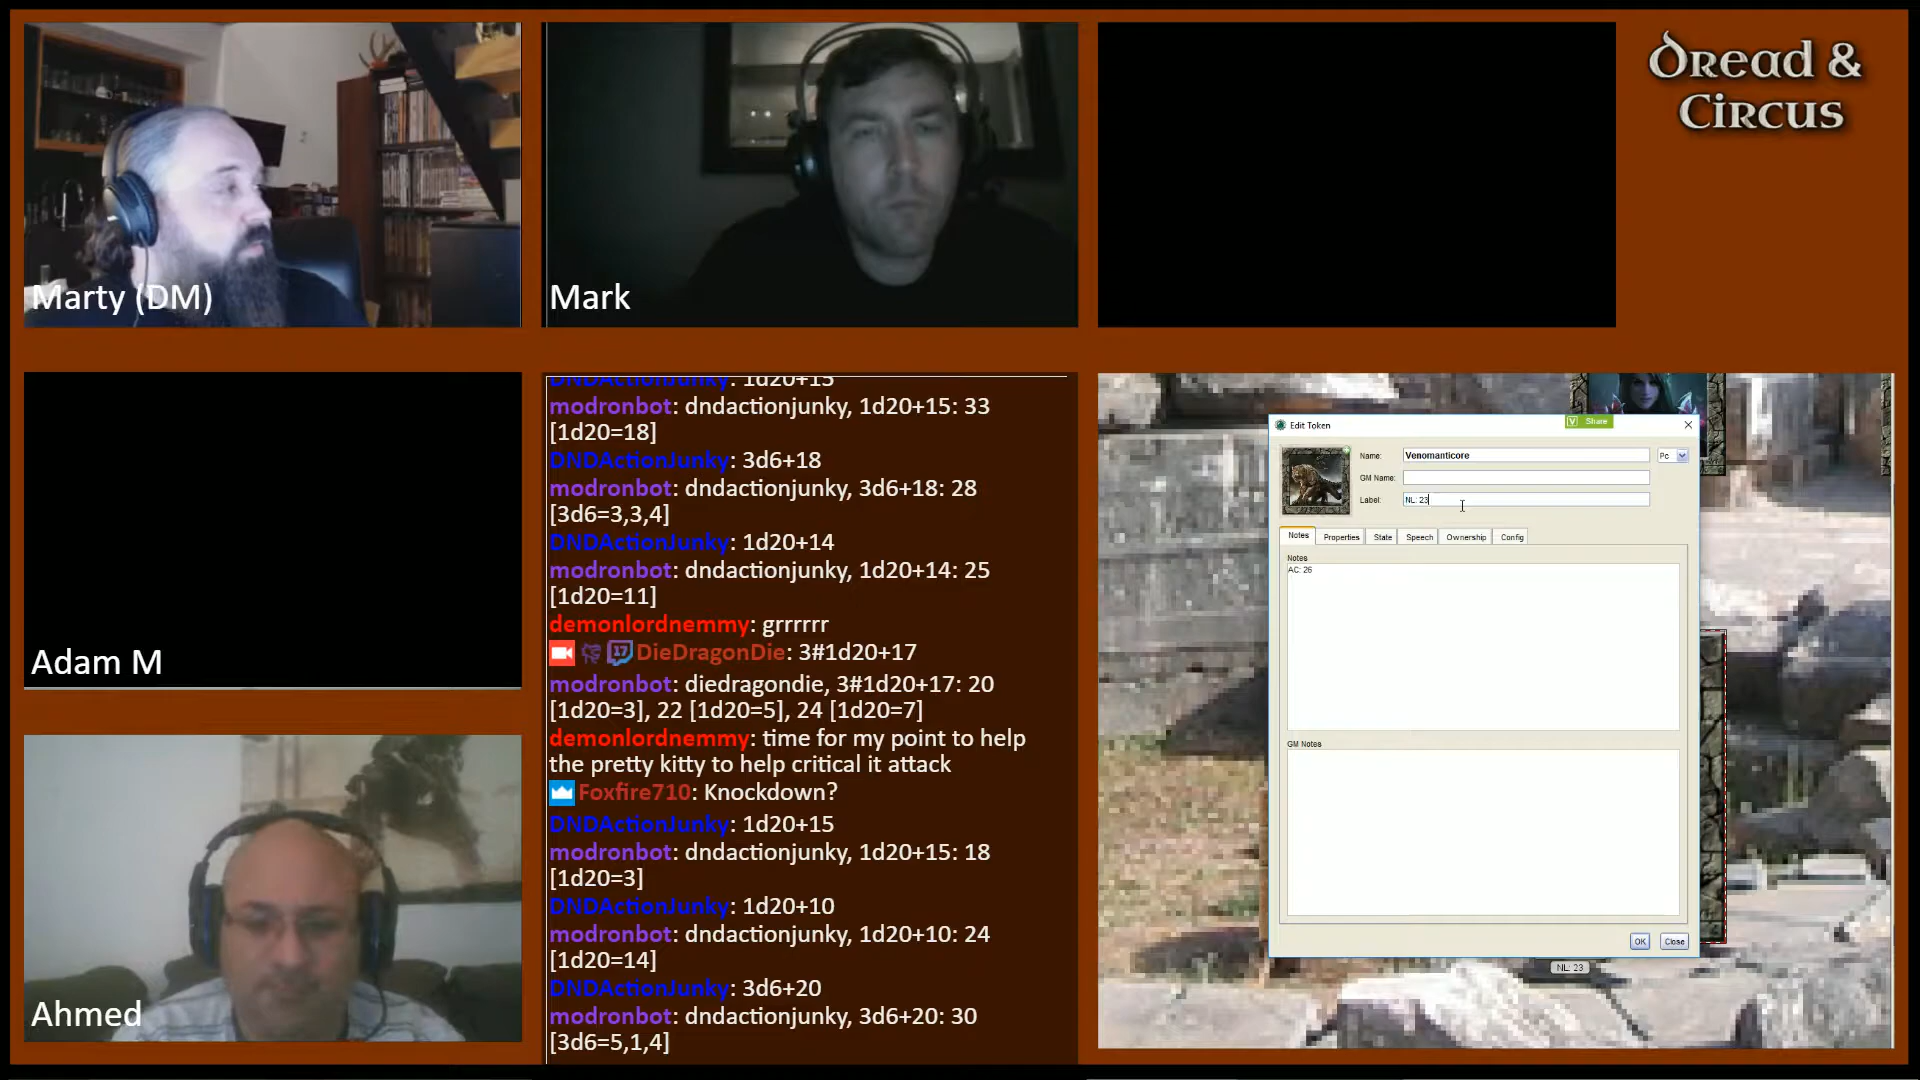 Dread &
Circus
Marty (DM)
Mark
Adam M
Ahmed
DNDActionJunky: 1d20+15
modronbot: dndactionjunky, 1d20+15: 33
[1d20=18]
DNDActionJunky: 3d6+18
modronbot: dndactionjunky, 3d6+18: 28
[3d6=3,3,4]
DNDActionJunky: 1d20+14
modronbot: dndactionjunky, 1d20+14: 25
[1d20=11]
demonlordnemmy: grrrrrr
17 DieDragonDie: 3#1d20+17
modronbot: diedragondie, 3#1d20+17: 20
[1d20=3], 22 [1d20=5], 24 [1d20=7]
demonlordnemmy: time for my point to help
the pretty kitty to help critical it attack
Foxfire710: Knockdown?
DNDActionJunky: 1d20+15
modronbot: dndactionjunky, 1d20+15: 18
[1d20=3]
DNDActionJunky: 1d20+10
modronbot: dndactionjunky, 1d20+10: 24
[1d20=14]
DNDActionJunky: 3d6+20
modronbot: dndactionjunky, 3d6+20: 30
[3d6=5,1,4]
V Share
Edit Token
Name: Venomanticore Pc
GM Name:
Label: NL: 23
Notes Properties State Speech Ownership Config
Notes
AC: 26
GM Notes
OK Close
NL: 23